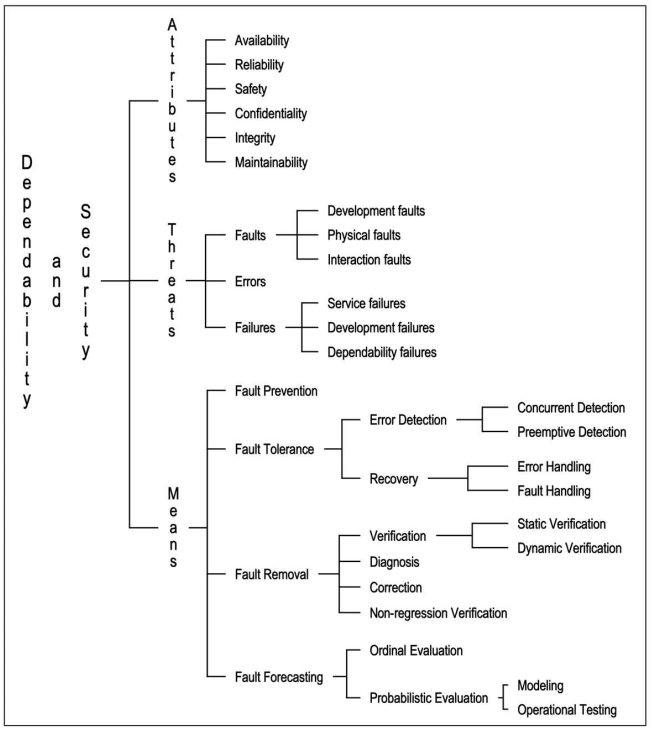 Dependability
and
Security
Attributes
Availability
Reliability
Safety
Confidentiality
Integrity
Maintainability
Threats
Faults
Development faults
Physical faults
Interaction faults
Errors
Failures
Service failures
Development failures
Dependability failures
Means
Fault Prevention
Fault Tolerance
Error Detection
Concurrent Detection
Preemptive Detection
Recovery
Error Handling
Fault Handling
Fault Removal
Verification
Static Verification
Dynamic Verification
Diagnosis
Correction
Non-regression Verification
Fault Forecasting
Ordinal Evaluation
Probabilistic Evaluation
Modeling
Operational Testing